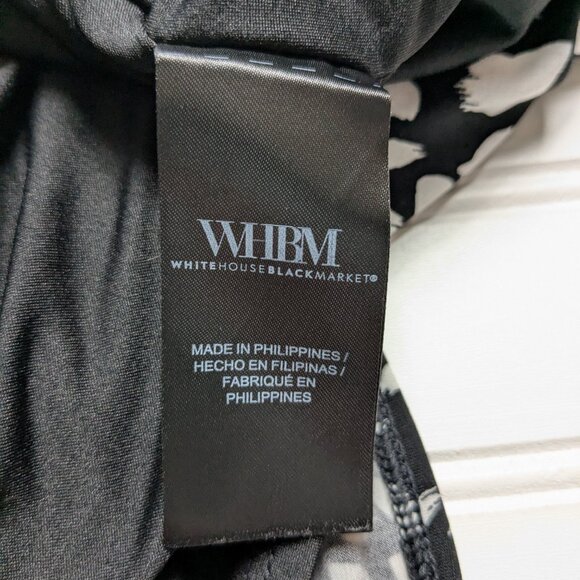 WHBM
WHITEHOUSEBLACKMARKET®
MADE IN PHILIPPINES /
HECHO EN FILIPINAS /
FABRIQUÉ EN
PHILIPPINES